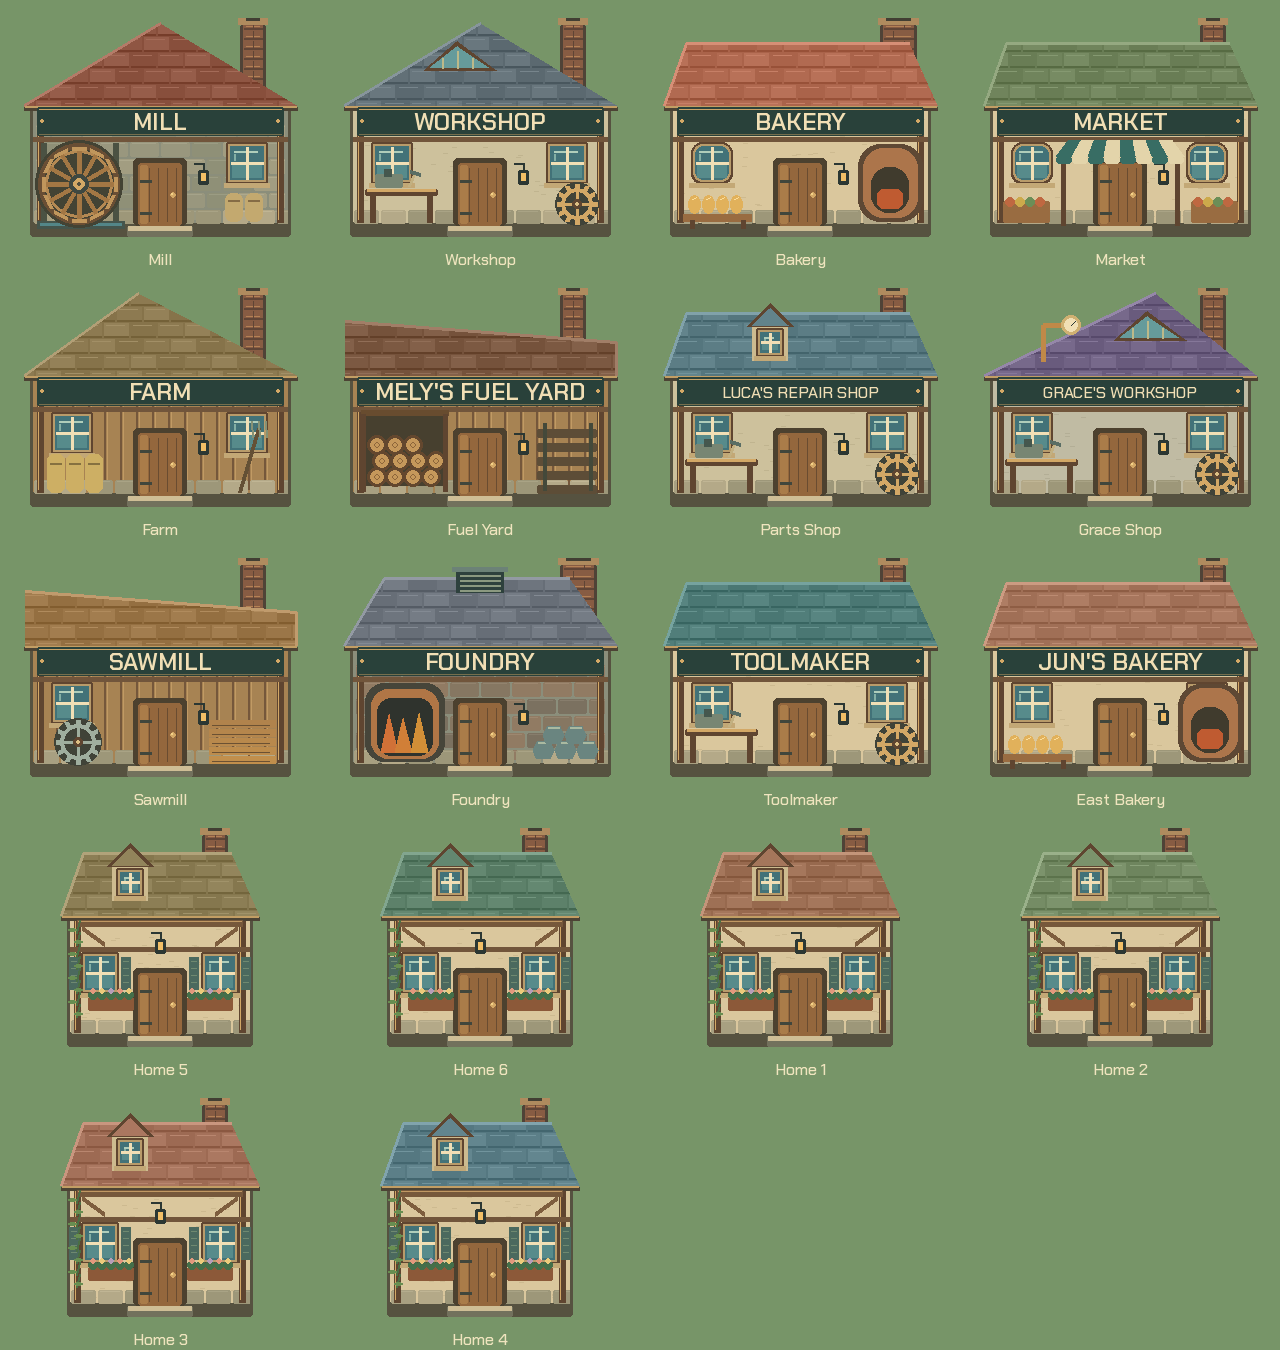 MILL
WORKSHOP
BAKERY
MARKET
Mill
Workshop
Bakery
Market
FARM
MELY'S FUEL YARD
LUCA'S REPAIR SHOP
GRACE'S WORKSHOP
Farm
Fuel Yard
Parts Shop
Grace Shop
SAWMILL
FOUNDRY
TOOLMAKER
JUN'S BAKERY
Sawmill
Foundry
Toolmaker
East Bakery
Home 5
Home 6
Home 1
Home 2
Home 3
Home 4